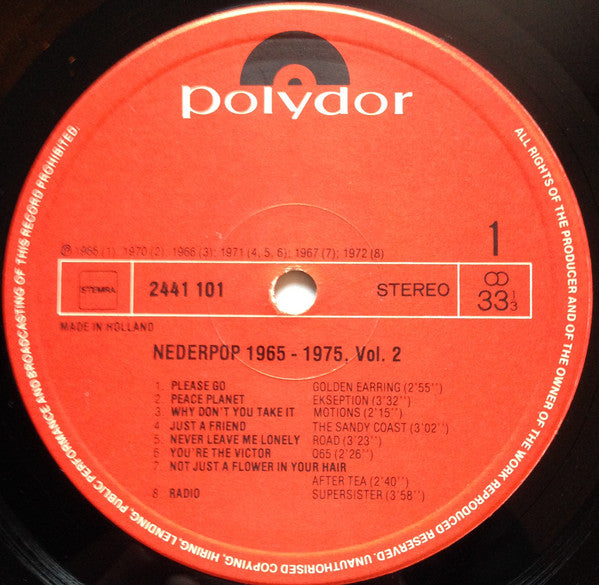 polydor
ALL RIGHTS OF THE PRODUCER AND OF THE OWNER OF THE WORK REPRODUCED RESERVED. UNAUTHORISED COPYING, HIRING, LENDING, PUBLIC PERFORMANCE AND BROADCASTING OF THIS RECORD PROHIBITED.
1
℗ 1966 (1); 1970 (2); 1966 (3); 1971 (4, 5, 6); 1967 (7); 1972 (8)
STEMRA 2441 101 STEREO 33 1/3
MADE IN HOLLAND
NEDERPOP 1965 - 1975. Vol. 2
1. PLEASE GO GOLDEN EARRING (2'55'')
2. PEACE PLANET EKSEPTION (3'32'')
3. WHY DON'T YOU TAKE IT MOTIONS (2'15'')
4. JUST A FRIEND THE SANDY COAST (3'02'')
5. NEVER LEAVE ME LONELY ROAD (3'23'')
6. YOU'RE THE VICTOR Q65 (2'26'')
7. NOT JUST A FLOWER IN YOUR HAIR
AFTER TEA (2'40'')
8. RADIO SUPERSISTER (3'58'')